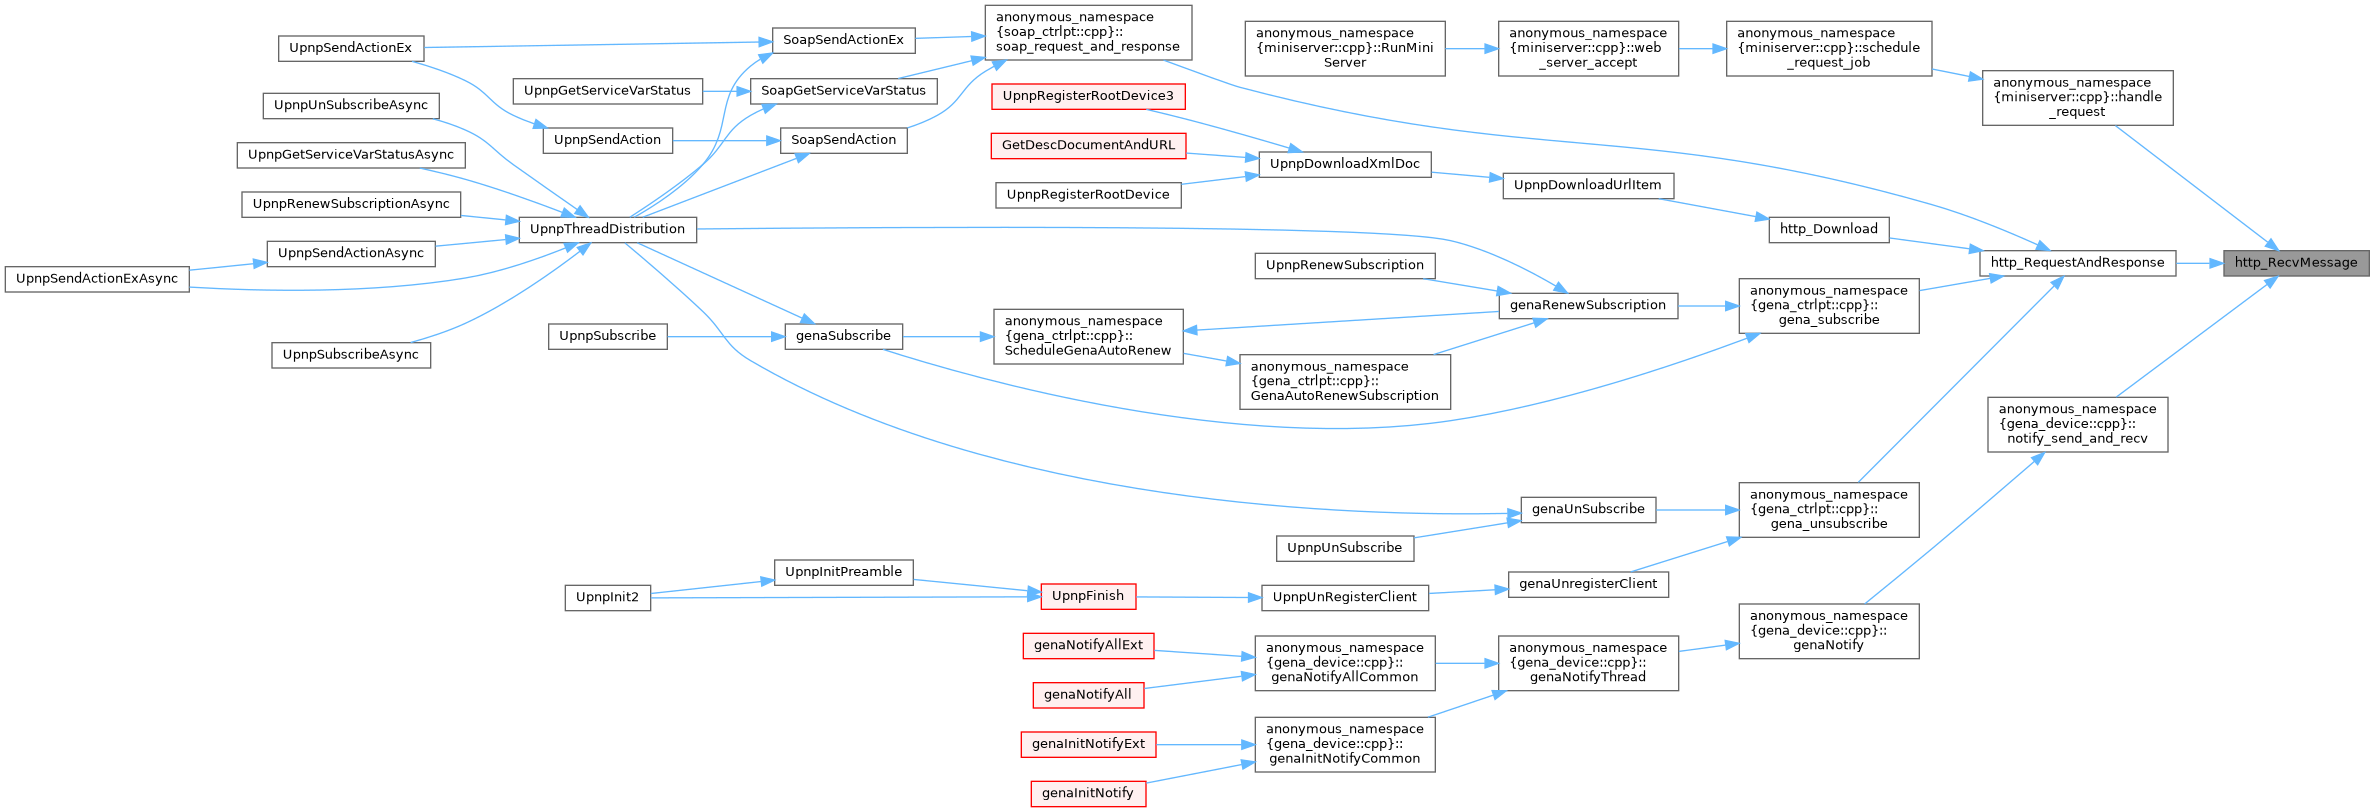 UpnpSendActionEx
UpnpUnSubscribeAsync
UpnpGetServiceVarStatusAsync
UpnpRenewSubscriptionAsync
UpnpSendActionAsync
UpnpSendActionExAsync
UpnpSubscribeAsync
UpnpGetServiceVarStatus
UpnpSendAction
UpnpThreadDistribution
UpnpSubscribe
UpnpInit2
SoapSendActionEx
SoapGetServiceVarStatus
SoapSendAction
genaSubscribe
UpnpInitPreamble
anonymous_namespace
{soap_ctrlpt::cpp}::
soap_request_and_response
UpnpRegisterRootDevice3
GetDescDocumentAndURL
UpnpRegisterRootDevice
anonymous_namespace
{gena_ctrlpt::cpp}::
ScheduleGenaAutoRenew
UpnpFinish
genaNotifyAllExt
genaNotifyAll
genaInitNotifyExt
genaInitNotify
anonymous_namespace
{miniserver::cpp}::RunMini
Server
UpnpDownloadXmlDoc
UpnpRenewSubscription
anonymous_namespace
{gena_ctrlpt::cpp}::
GenaAutoRenewSubscription
UpnpUnSubscribe
UpnpUnRegisterClient
anonymous_namespace
{gena_device::cpp}::
genaNotifyAllCommon
anonymous_namespace
{gena_device::cpp}::
genaInitNotifyCommon
anonymous_namespace
{miniserver::cpp}::web
_server_accept
UpnpDownloadUrlItem
genaRenewSubscription
genaUnSubscribe
genaUnregisterClient
anonymous_namespace
{gena_device::cpp}::
genaNotifyThread
anonymous_namespace
{miniserver::cpp}::schedule
_request_job
http_Download
anonymous_namespace
{gena_ctrlpt::cpp}::
gena_subscribe
anonymous_namespace
{gena_ctrlpt::cpp}::
gena_unsubscribe
anonymous_namespace
{gena_device::cpp}::
genaNotify
anonymous_namespace
{miniserver::cpp}::handle
_request
http_RequestAndResponse
anonymous_namespace
{gena_device::cpp}::
notify_send_and_recv
http_RecvMessage